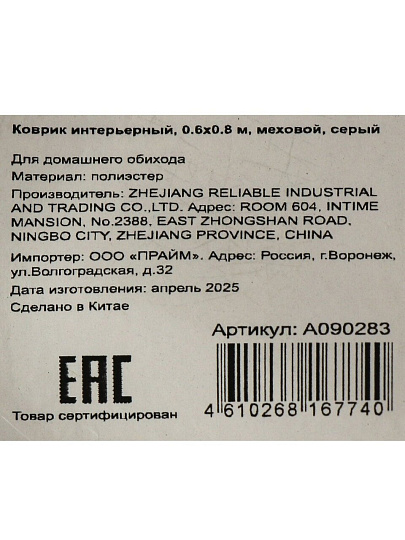 Коврик интерьерный, 0.6х0.8 м, меховой, серый
Для домашнего обихода
Материал: полиэстер
Производитель: ZHEJIANG RELIABLE INDUSTRIAL
AND TRADING CO.,LTD. Адрес: ROOM 604, INTIME
MANSION, No.2388, EAST ZHONGSHAN ROAD,
NINGBO CITY, ZHEJIANG PROVINCE, CHINA
Импортер: ООО «ПРАЙМ». Адрес: Россия, г.Воронеж,
ул.Волгоградская, д.32
Дата изготовления: апрель 2025
Сделано в Китае
Артикул: А090283
ЕАС
Товар сертифицирован
4 610268 167740